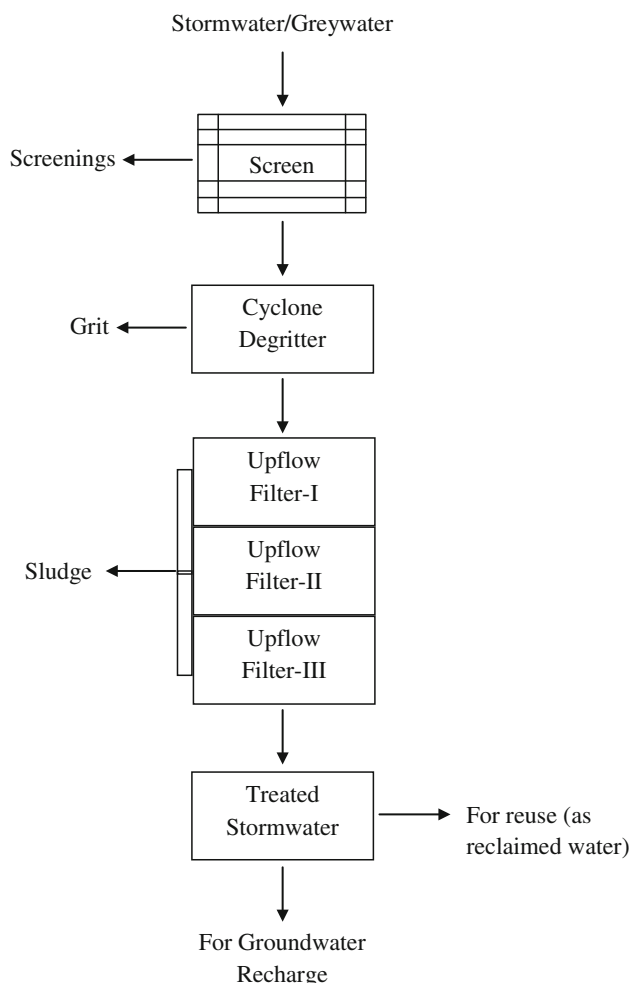 Stormwater/Greywater
Screenings
Screen
Cyclone
Degritter
Grit
Upflow
Filter-I
Upflow
Filter-II
Sludge
Upflow
Filter-III
Treated
Stormwater
For reuse (as
reclaimed water)
For Groundwater
Recharge